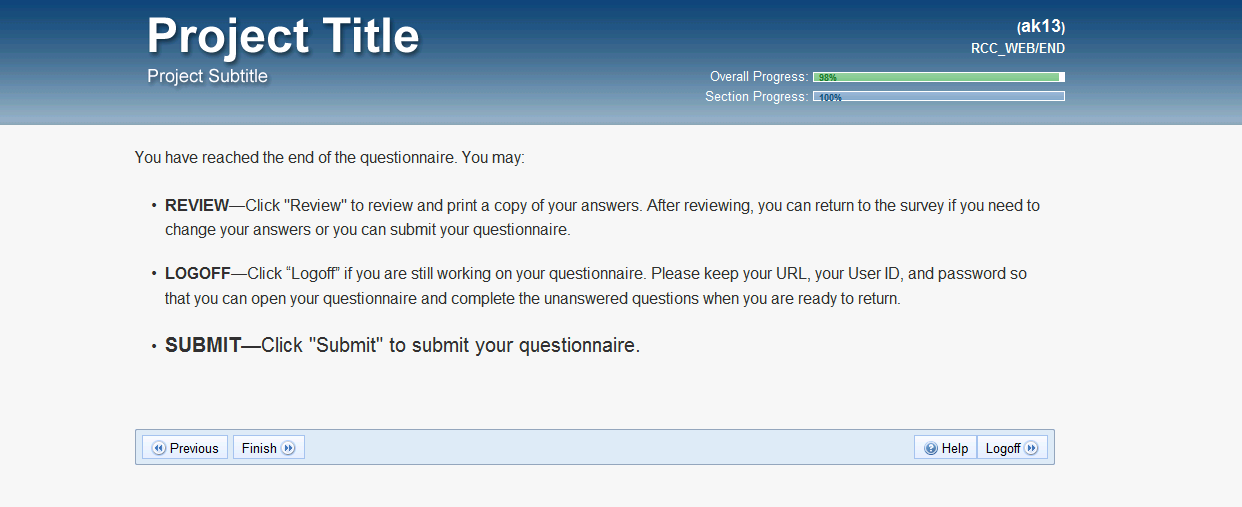 Project Title
Project Subtitle
(ak13)
RCC_WEB/END
Overall Progress: 98%
Section Progress: 100%
You have reached the end of the questionnaire. You may:
• REVIEW—Click "Review" to review and print a copy of your answers. After reviewing, you can return to the survey if you need to
change your answers or you can submit your questionnaire.
• LOGOFF—Click “Logoff” if you are still working on your questionnaire. Please keep your URL, your User ID, and password so
that you can open your questionnaire and complete the unanswered questions when you are ready to return.
• SUBMIT—Click "Submit" to submit your questionnaire.
Previous Finish Help Logoff